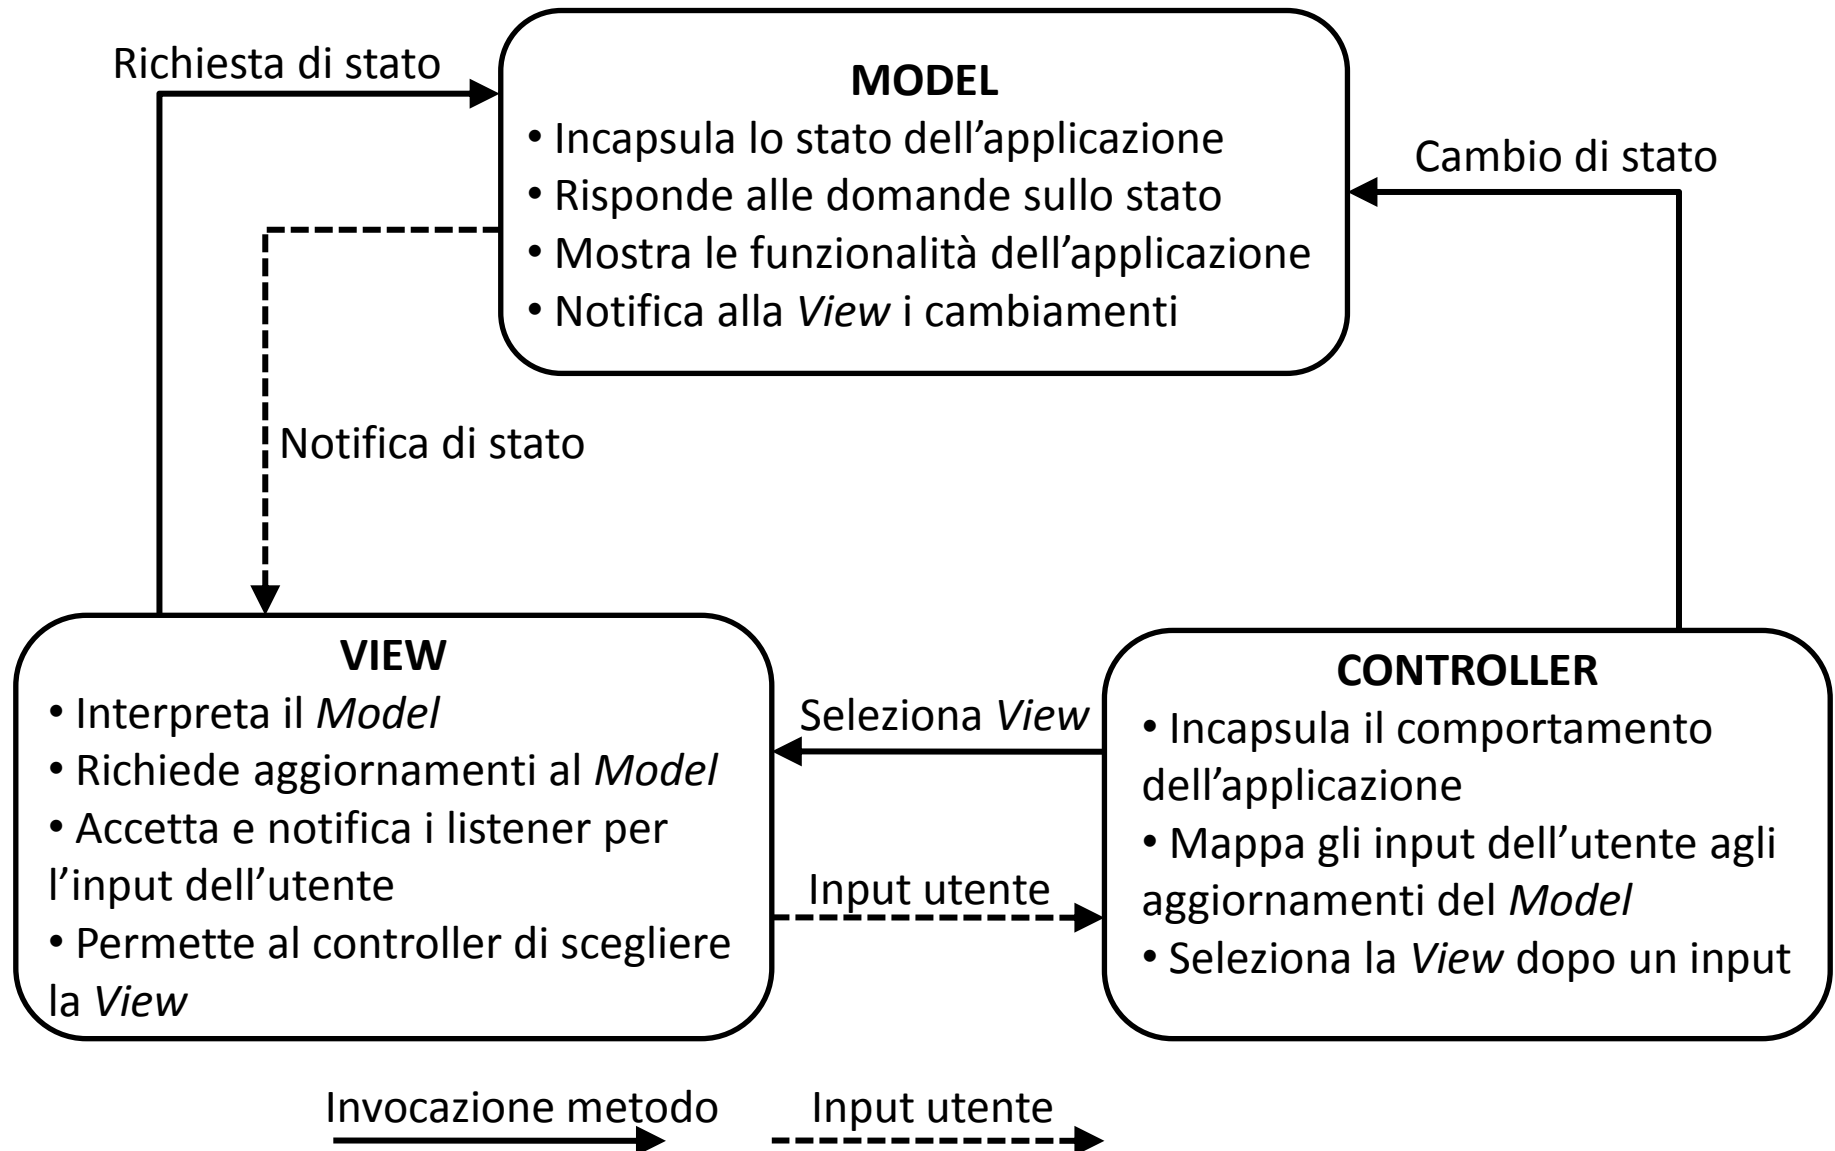 Richiesta di stato
MODEL
• Incapsula lo stato dell’applicazione
• Risponde alle domande sullo stato
• Mostra le funzionalità dell’applicazione
• Notifica alla View i cambiamenti
Cambio di stato
Notifica di stato
VIEW
• Interpreta il Model
• Richiede aggiornamenti al Model
• Accetta e notifica i listener per
l’input dell’utente
• Permette al controller di scegliere
la View
Seleziona View
Input utente
CONTROLLER
• Incapsula il comportamento
dell’applicazione
• Mappa gli input dell’utente agli
aggiornamenti del Model
• Seleziona la View dopo un input
Invocazione metodo
Input utente